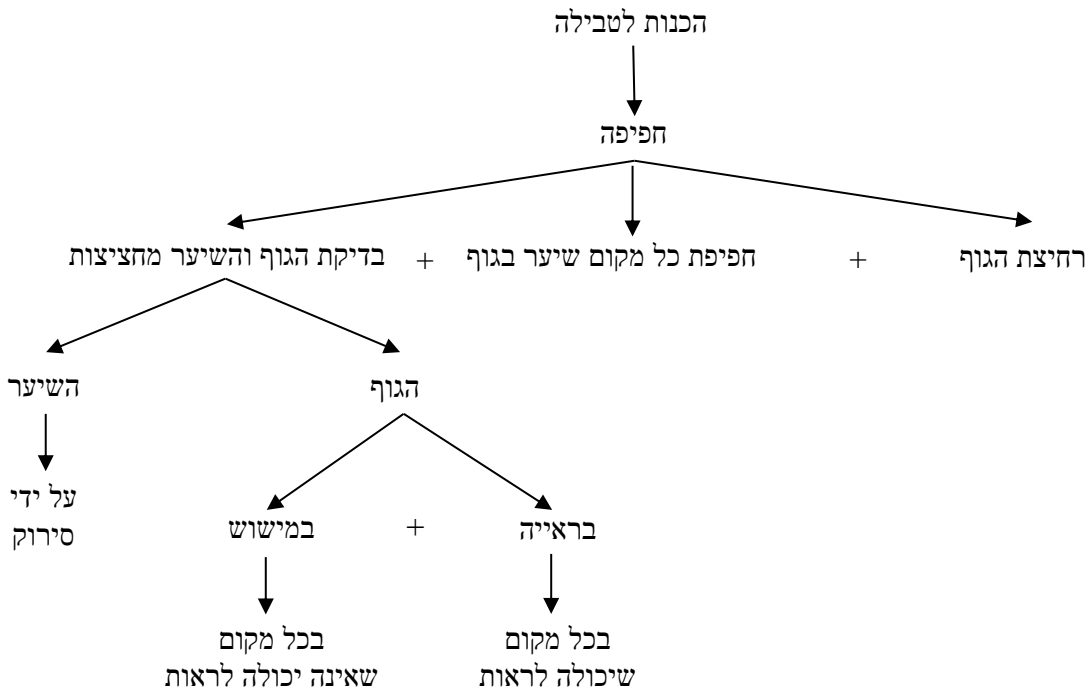 הכנות לטבילה
חפיפה
רחיצת הגוף + חפיפת כל מקום שיער בגוף + בדיקת הגוף והשיער מחציצות
הגוף
השיער
בראייה + במישוש
על ידי
סירוק
בכל מקום
שיכולה לראות
בכל מקום
שאינה יכולה לראות